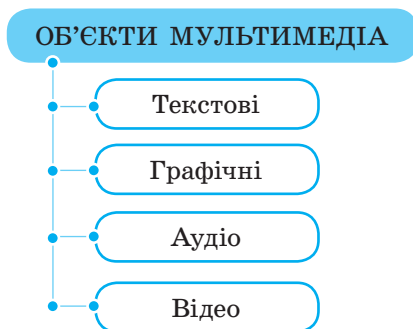 ОБ’ЄКТИ МУЛЬТИМЕДІА
Текстові
Графічні
Аудіо
Відео